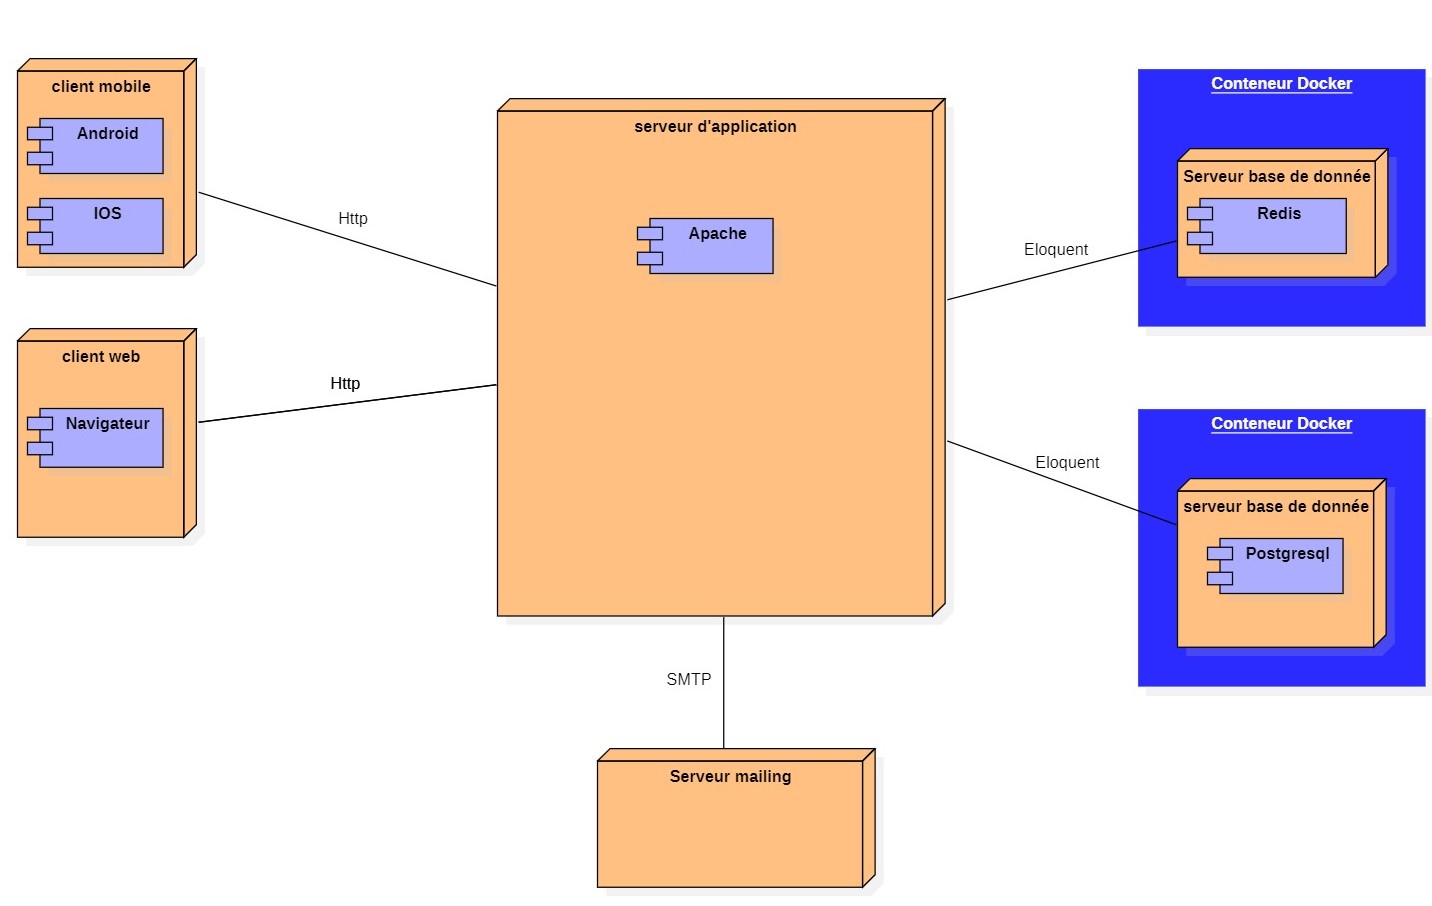 client mobile
Android
IOS
client web
Navigateur
Http
Http
serveur d'application
Apache
SMTP
Serveur mailing
Eloquent
Eloquent
Conteneur Docker
Serveur base de donnée
Redis
Conteneur Docker
serveur base de donnée
Postgresql